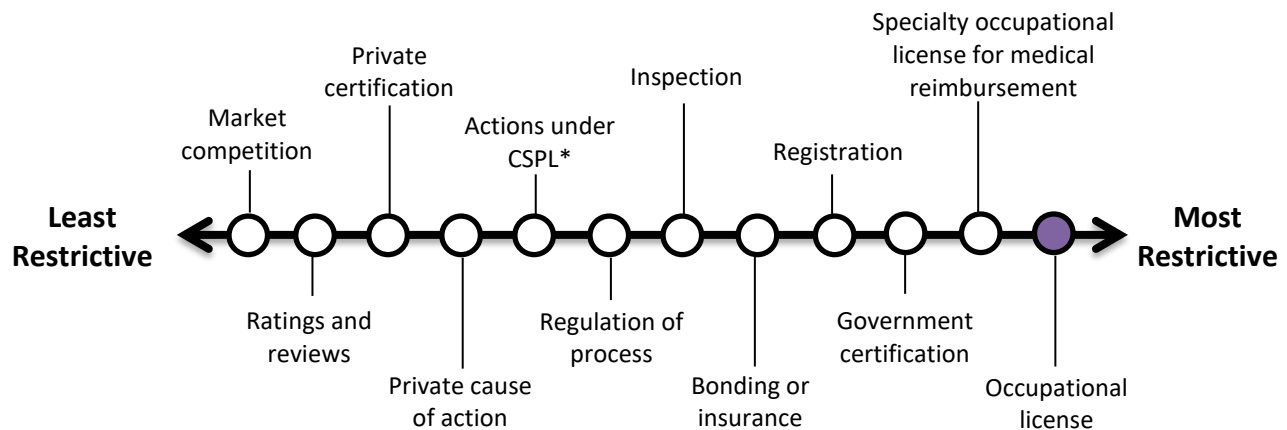 Least
Restrictive
Market
competition
Ratings and
reviews
Private
certification
Private cause
of action
Actions under
CSPL*
Regulation of
process
Inspection
Bonding or
insurance
Registration
Government
certification
Specialty occupational
license for medical
reimbursement
Occupational
license
Most
Restrictive